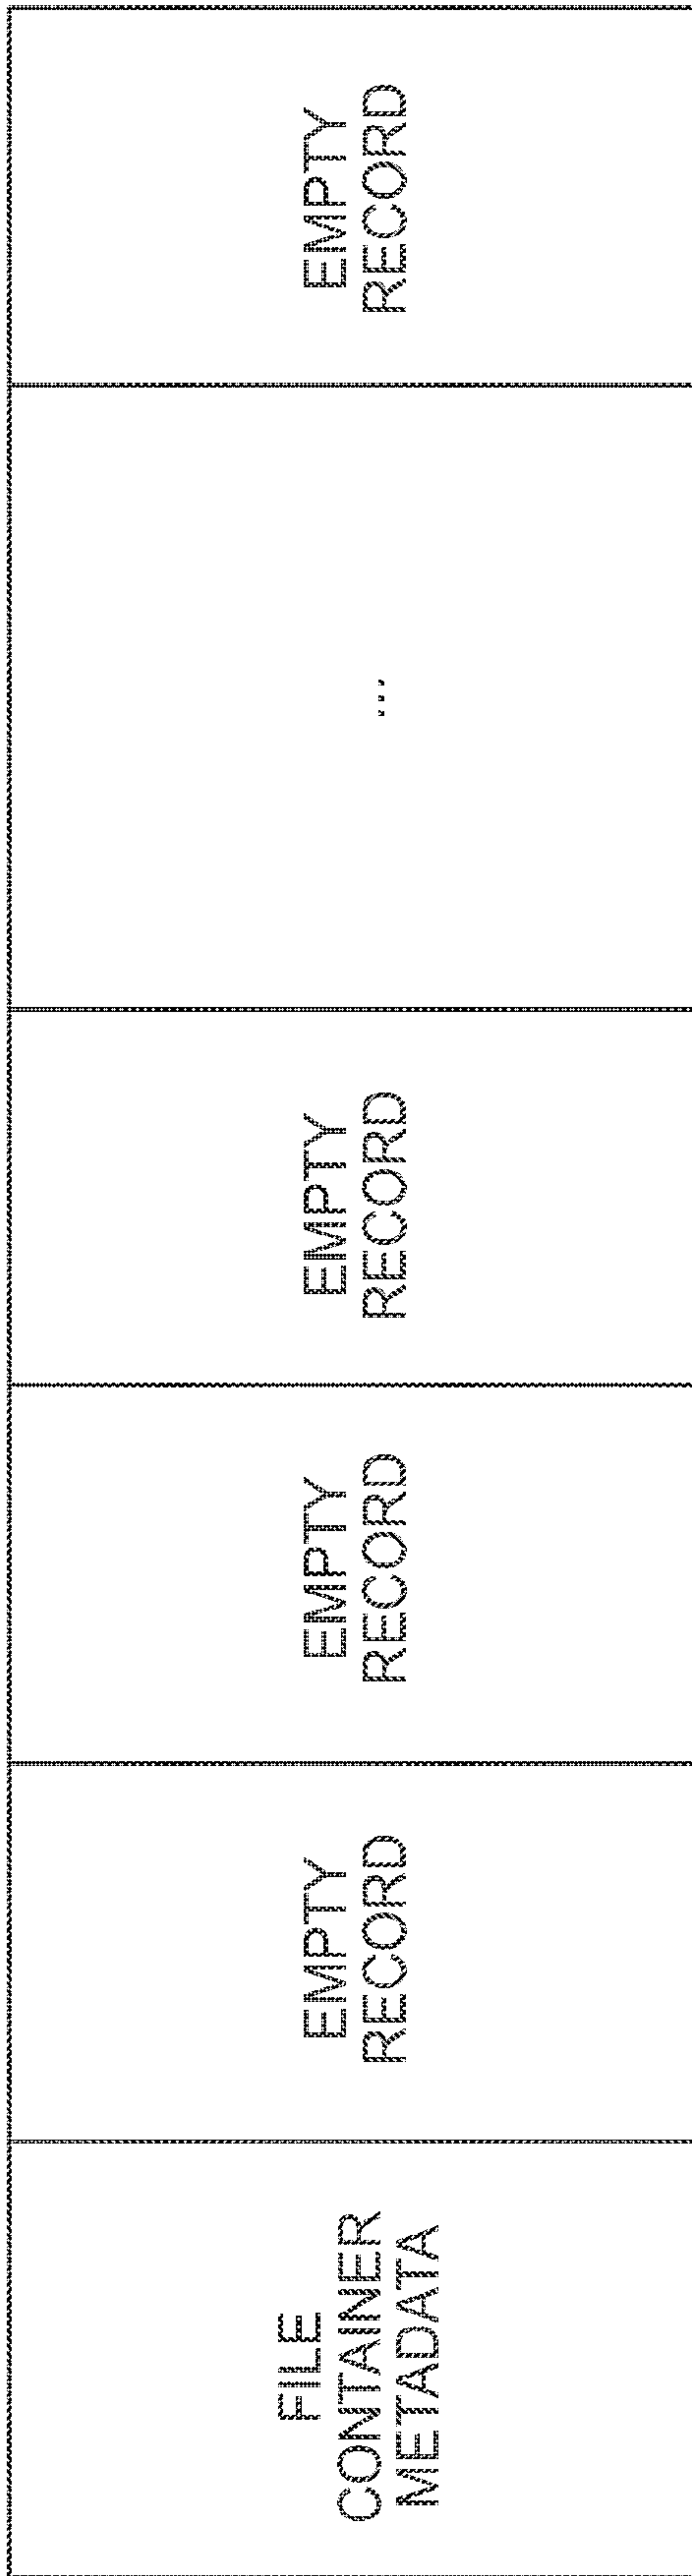 FILE
CONTAINER
METADATA
EMPTY
RECORD
EMPTY
RECORD
EMPTY
RECORD
...
EMPTY
RECORD